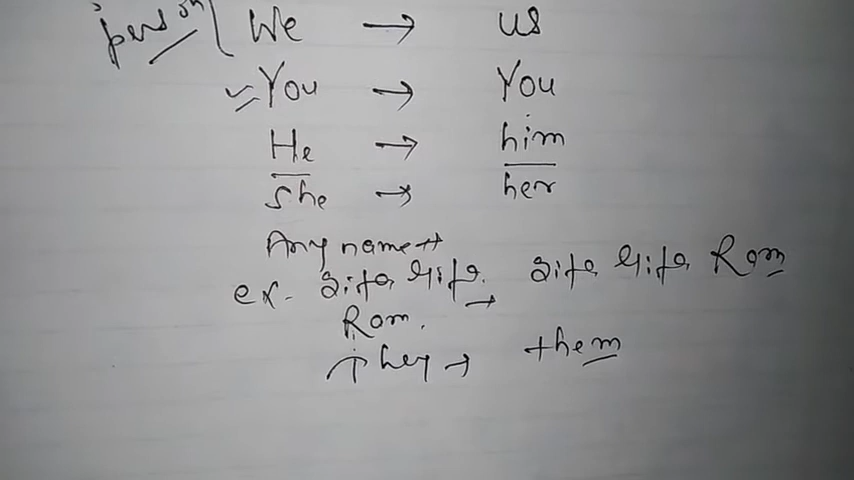 person ( We → us
You → You
He → him
She → her
Any name →
ex. Sita Gita. → Sita Gita Ram
Ram.
They → them